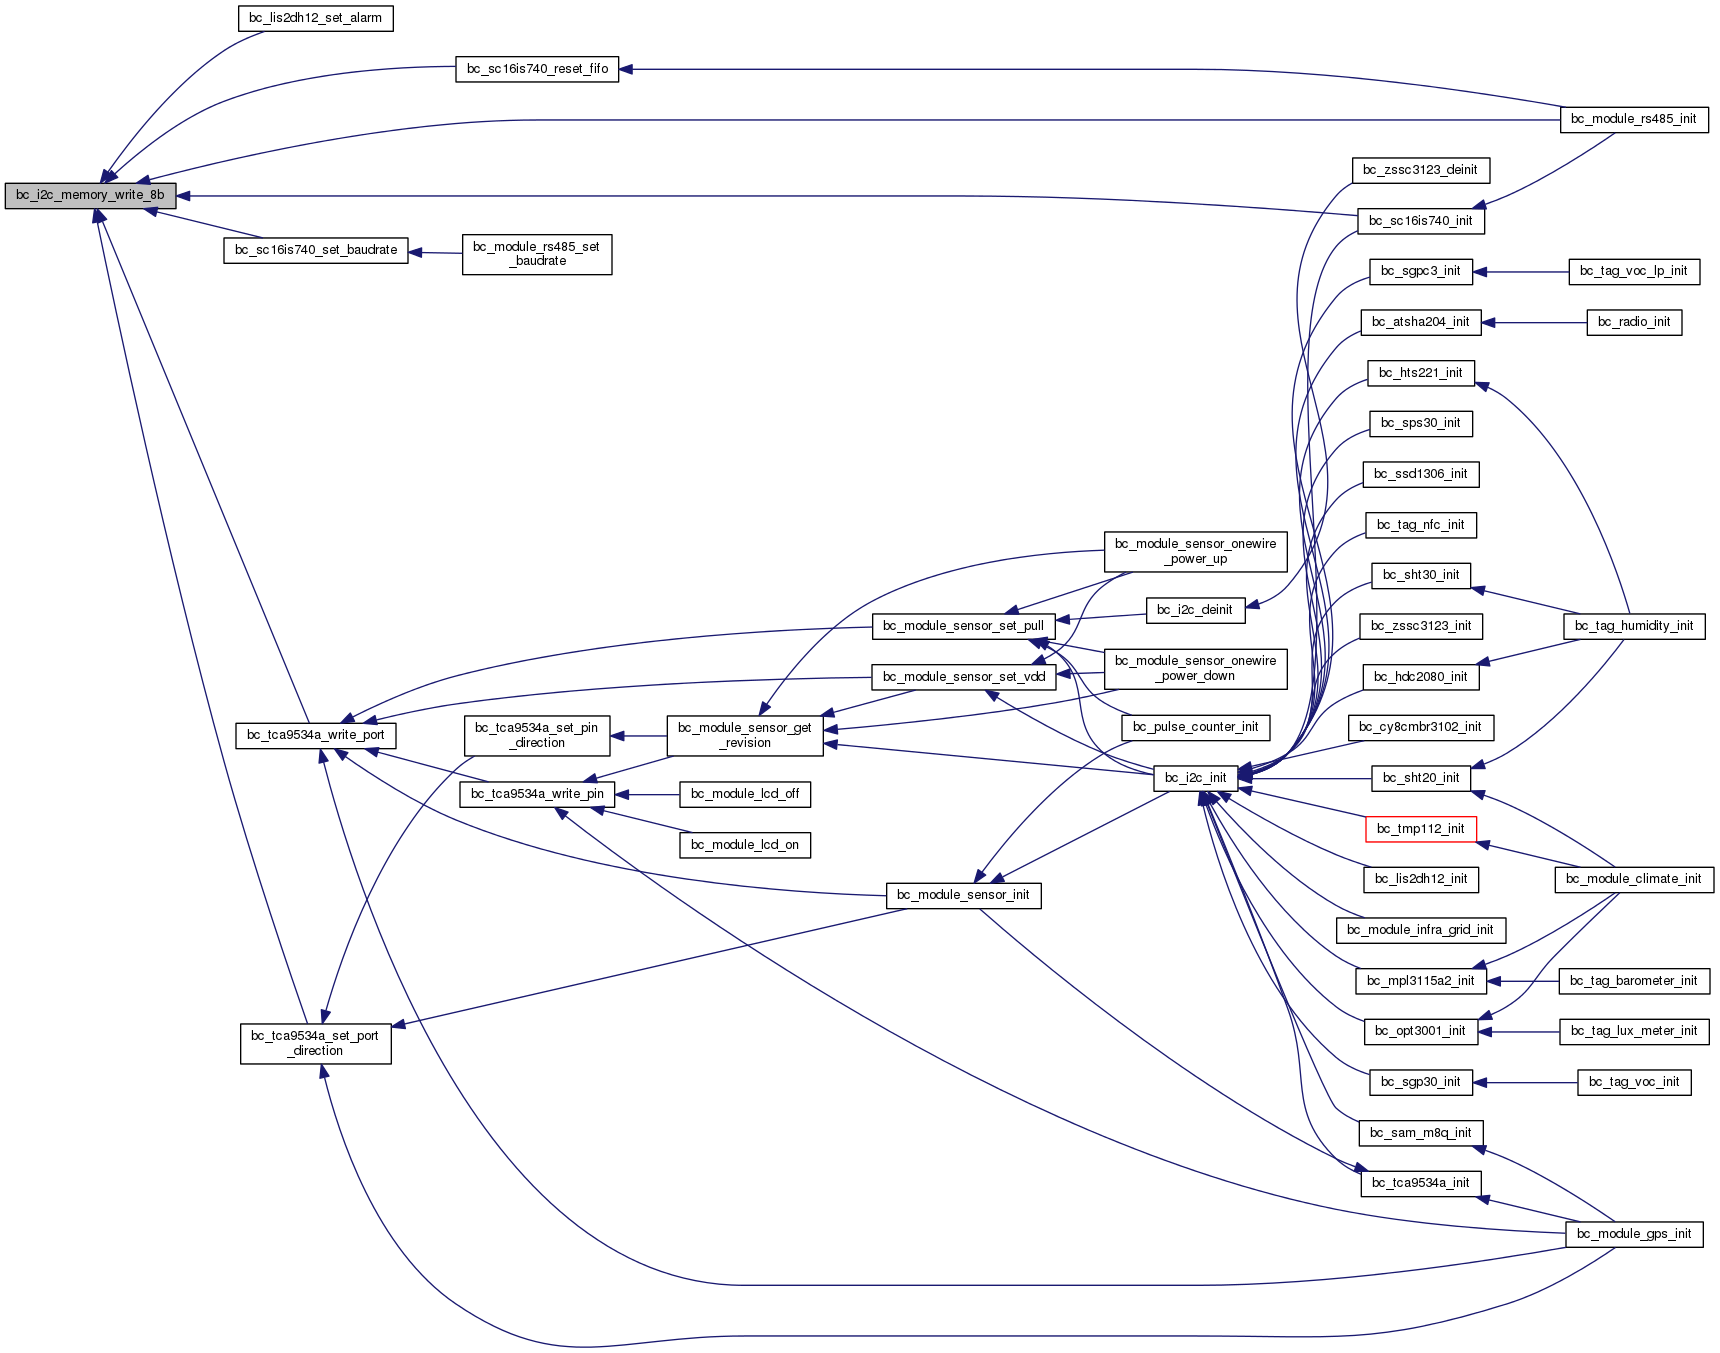 bc_lis2dh12_set_alarm
bc_sc16is740_reset_fifo
bc_module_rs485_init
bc_i2c_memory_write_8b
bc_zssc3123_deinit
bc_sc16is740_init
bc_sc16is740_set_baudrate
bc_module_rs485_set
_baudrate
bc_sgpc3_init
bc_tag_voc_lp_init
bc_atsha204_init
bc_radio_init
bc_hts221_init
bc_sps30_init
bc_ssd1306_init
bc_tag_nfc_init
bc_module_sensor_onewire
_power_up
bc_sht30_init
bc_i2c_deinit
bc_module_sensor_set_pull
bc_zssc3123_init
bc_tag_humidity_init
bc_module_sensor_onewire
_power_down
bc_module_sensor_set_vdd
bc_hdc2080_init
bc_tca9534a_write_port
bc_tca9534a_set_pin
_direction
bc_module_sensor_get
_revision
bc_pulse_counter_init
bc_cy8cmbr3102_init
bc_i2c_init
bc_sht20_init
bc_tca9534a_write_pin
bc_module_lcd_off
bc_tmp112_init
bc_module_lcd_on
bc_lis2dh12_init
bc_module_climate_init
bc_module_sensor_init
bc_module_infra_grid_init
bc_mpl3115a2_init
bc_tag_barometer_init
bc_tca9534a_set_port
_direction
bc_opt3001_init
bc_tag_lux_meter_init
bc_sgp30_init
bc_tag_voc_init
bc_sam_m8q_init
bc_tca9534a_init
bc_module_gps_init